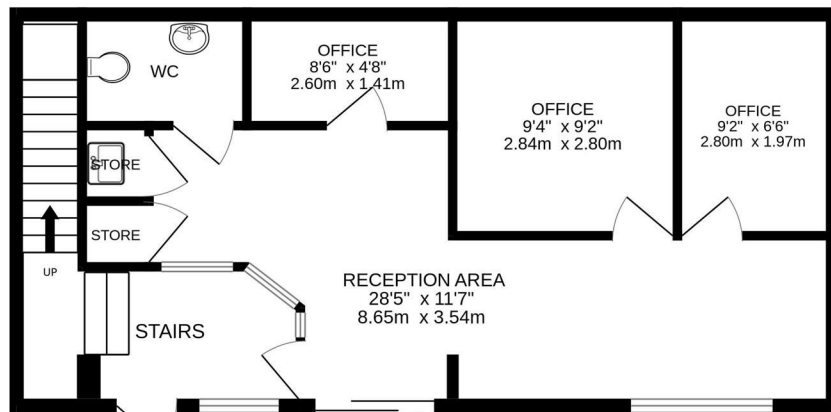 WC
OFFICE
8'6" x 4'8"
2.60m x 1.41m
OFFICE
9'4" x 9'2"
2.84m x 2.80m
OFFICE
9'2" x 6'6"
2.80m x 1.97m
STORE
STORE
UP
RECEPTION AREA
28'5" x 11'7"
8.65m x 3.54m
STAIRS